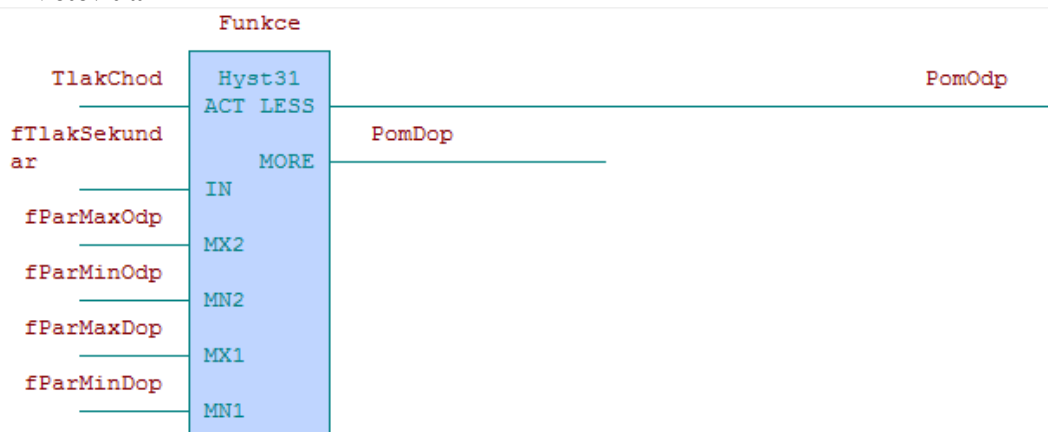 Funkce
TlakChod
Hyst31
PomOdp
ACT LESS
fTlakSekund
ar
PomDop
MORE
IN
fParMaxOdp
MX2
fParMinOdp
MN2
fParMaxDop
MX1
fParMinDop
MN1